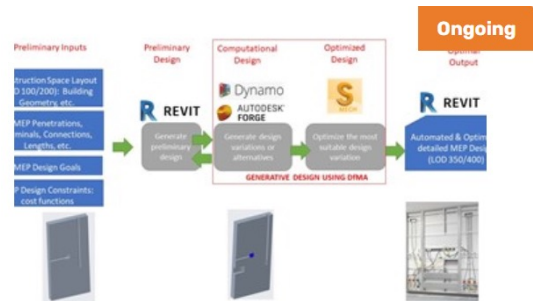 Ongoing
Preliminary Inputs
Preliminary
Design
Computational
Design
Optimized
Design
Output
struction Space Layout
D 100/200): Building
Geometry, etc.
MEP Penetrations,
minals, Connections,
Lengths, etc.
MEP Design Goals
P Design Constraints:
cost functions
R REVIT
Generate
preliminary
design
Dynamo
AUTODESK
FORGE
Generate design
variations or
alternatives
S
Optimize the most
suitable design
variation
GENERATIVE DESIGN USING DfMA
R REVIT
Automated & Optim
detailed MEP Desi
(LOD 350/400)